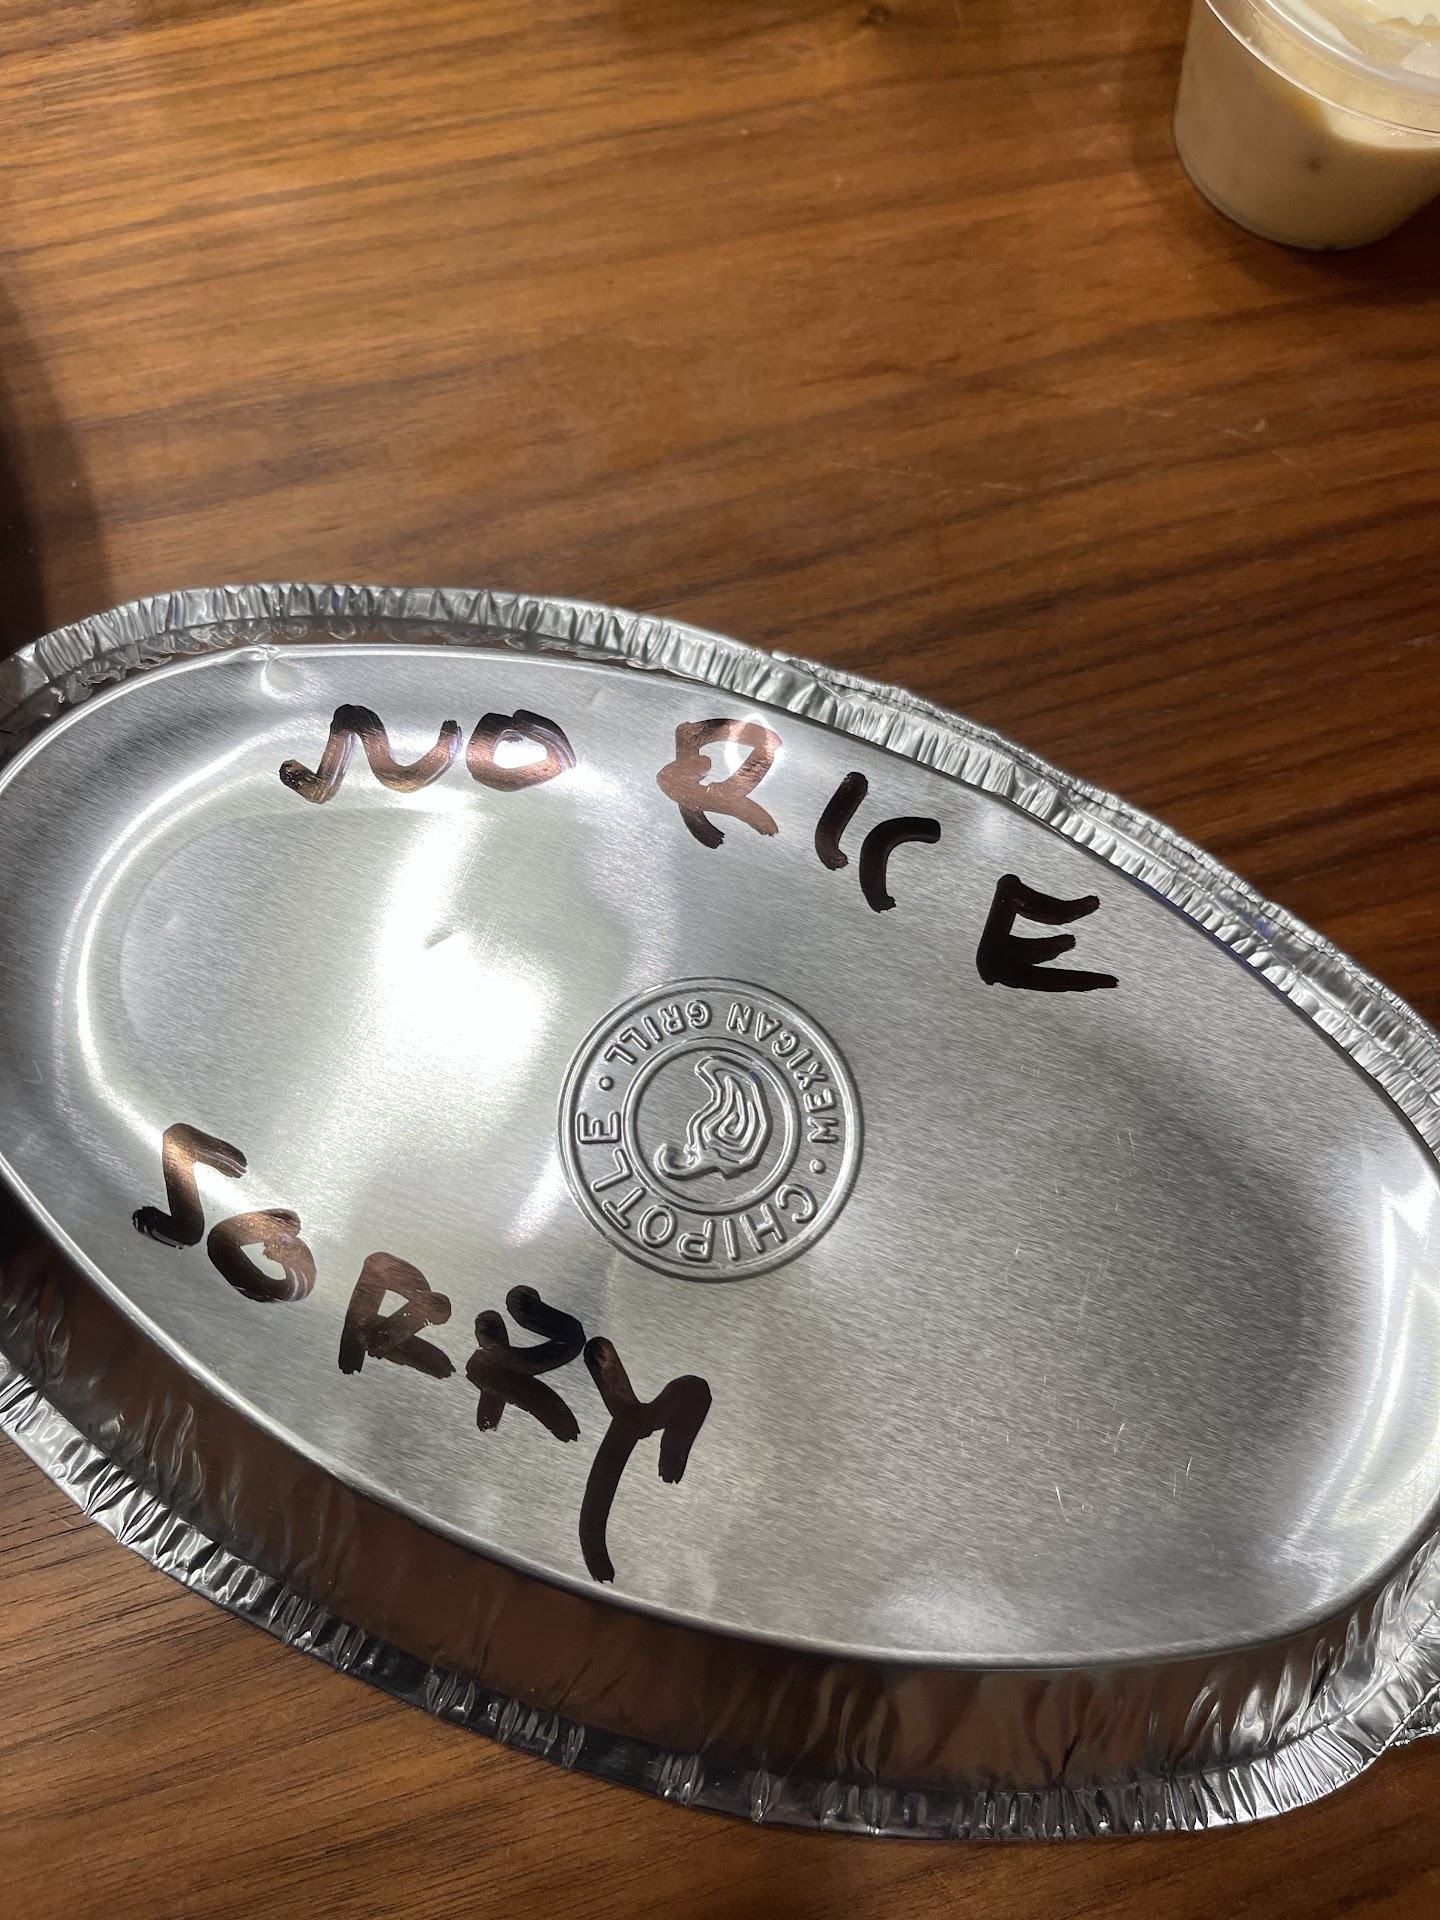 NO RICE
CHIPOTLE · MEXICAN GRILL ·
SORRY